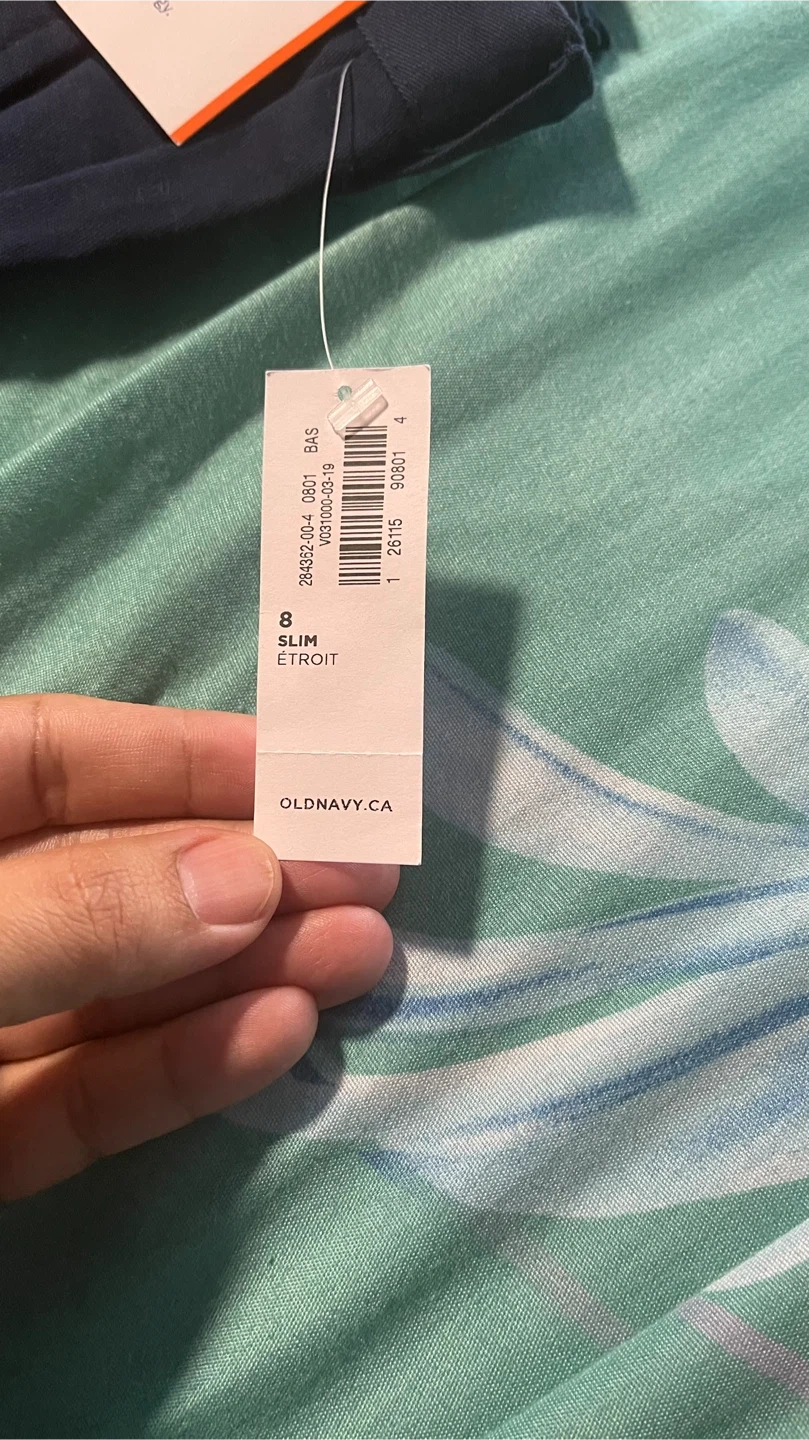 284362-00-4 0801 BAS
V031000-03-19
1 26115 90801 4
8
SLIM
ÉTROIT
OLDNAVY.CA